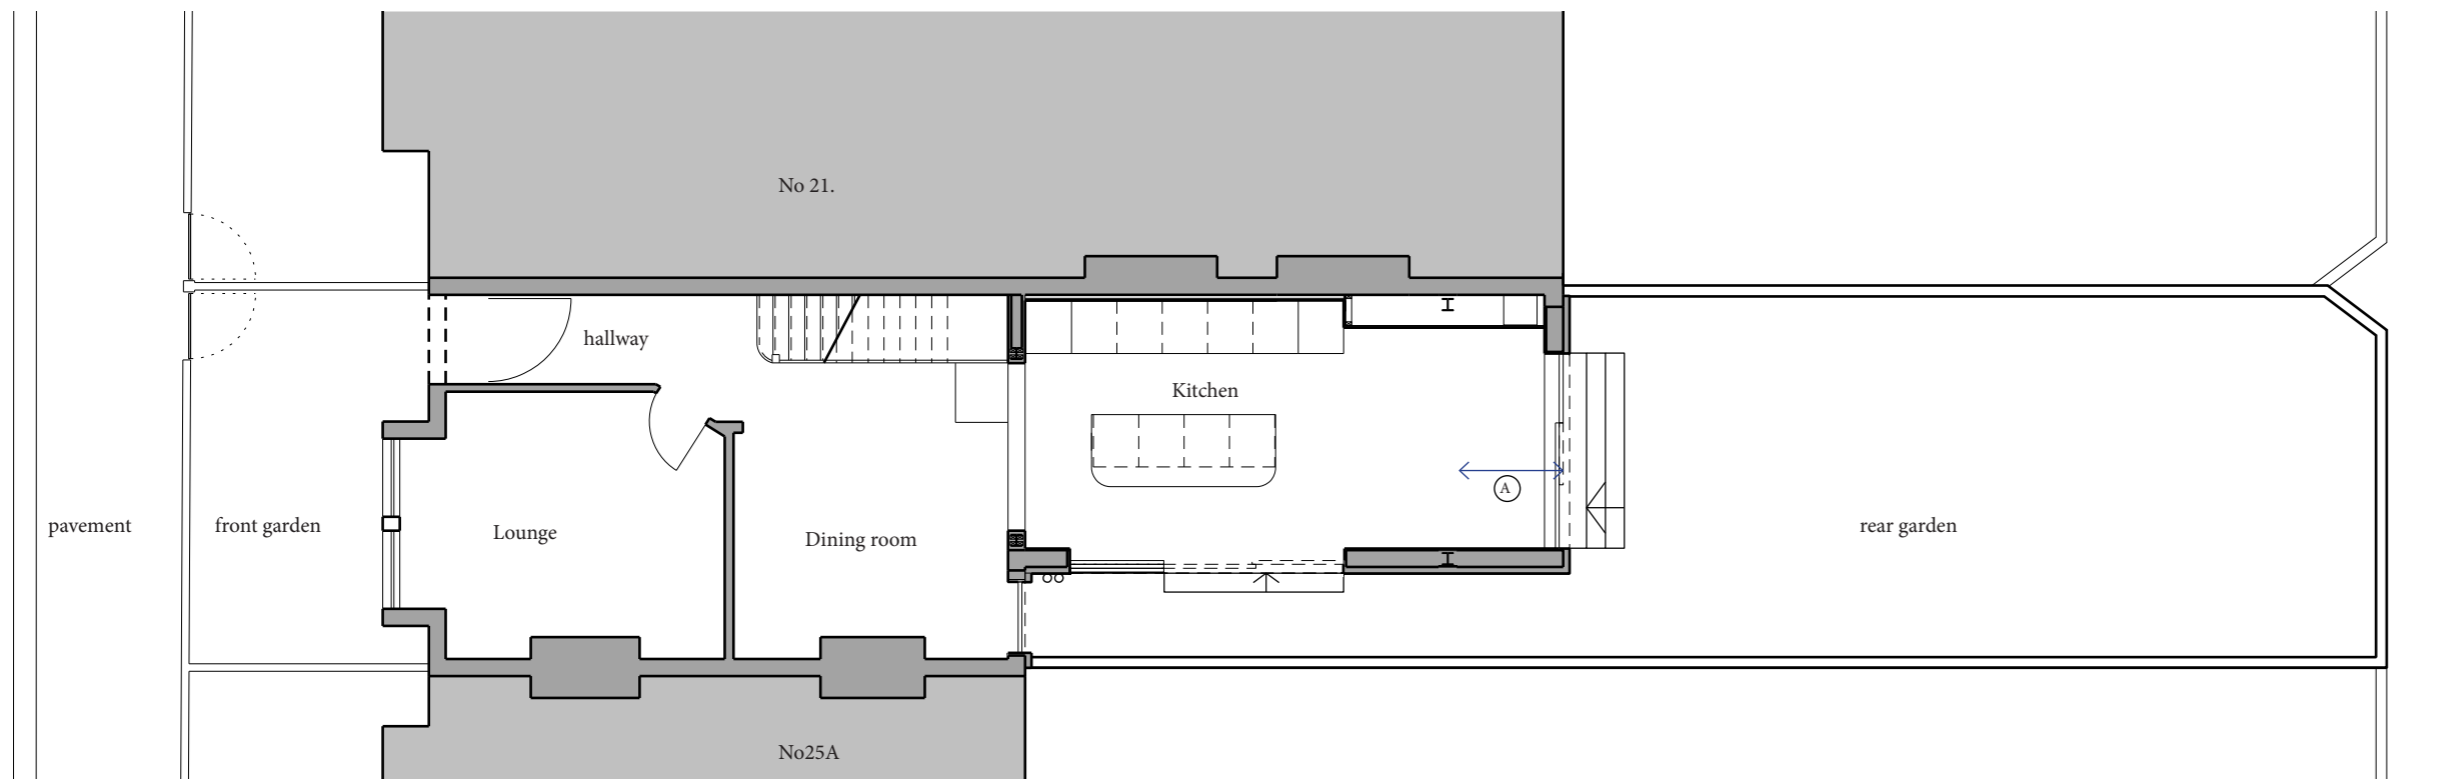 No 21.
hallway
Kitchen
A
pavement
front garden
Lounge
Dining room
rear garden
No25A